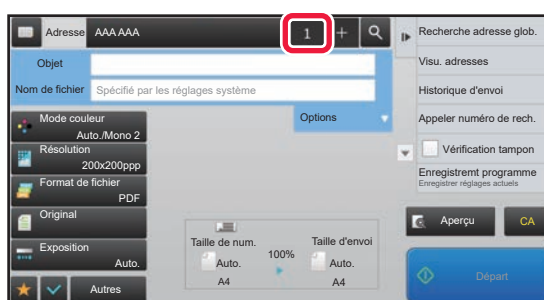 Adresse AAA AAA 1 +
Objet
Nom de fichier Spécifié par les réglages système
Mode couleur
Auto./Mono 2
Options
Résolution
200x200ppp
Format de fichier
PDF
Original
Exposition
Auto.
Autres
Taille de num.
Auto.
A4
100%
Taille d'envoi
Auto.
A4
Recherche adresse glob.
Visu. adresses
Historique d'envoi
Appeler numéro de rech.
Vérification tampon
Enregistremt programme
Enregistrer réglages actuels
Aperçu
CA
Départ